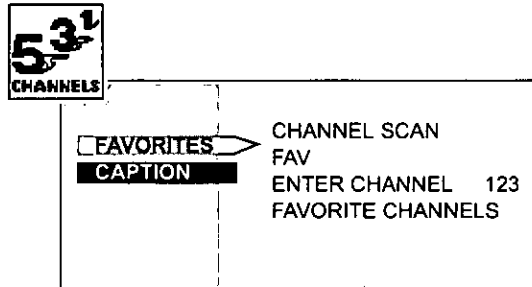 5 3 1
CHANNELS
FAVORITES
CAPTION
CHANNEL SCAN
FAV
ENTER CHANNEL 123
FAVORITE CHANNELS